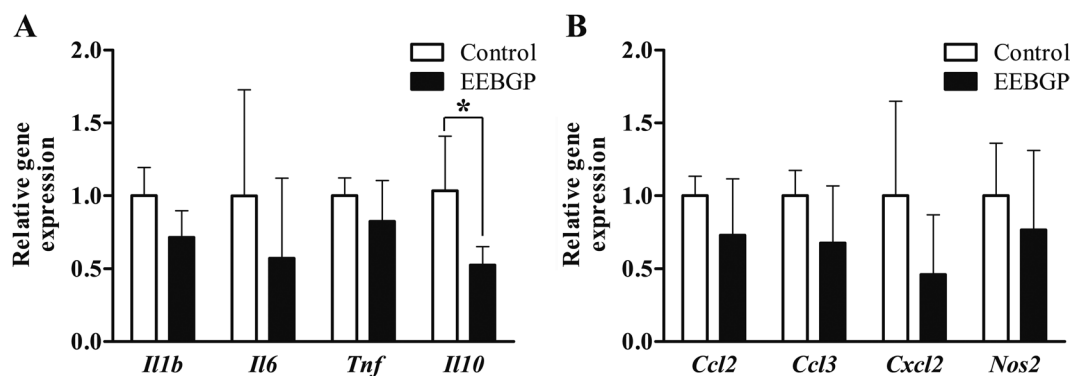 A
2.0
1.5
1.0
0.5
0.0
Relative gene
expression
Control
EEBGP
*
Il1b Il6 Tnf Il10
B
2.0
1.5
1.0
0.5
0.0
Relative gene
expression
Control
EEBGP
Ccl2 Ccl3 Cxcl2 Nos2